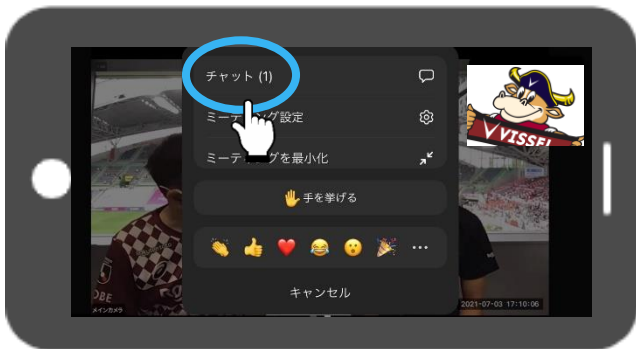 チャット (1)
ミーティング設定
ミーティングを最小化
手を挙げる
キャンセル
メインカメラ
2021-07-03 17:10:06
VISSEL
OBE